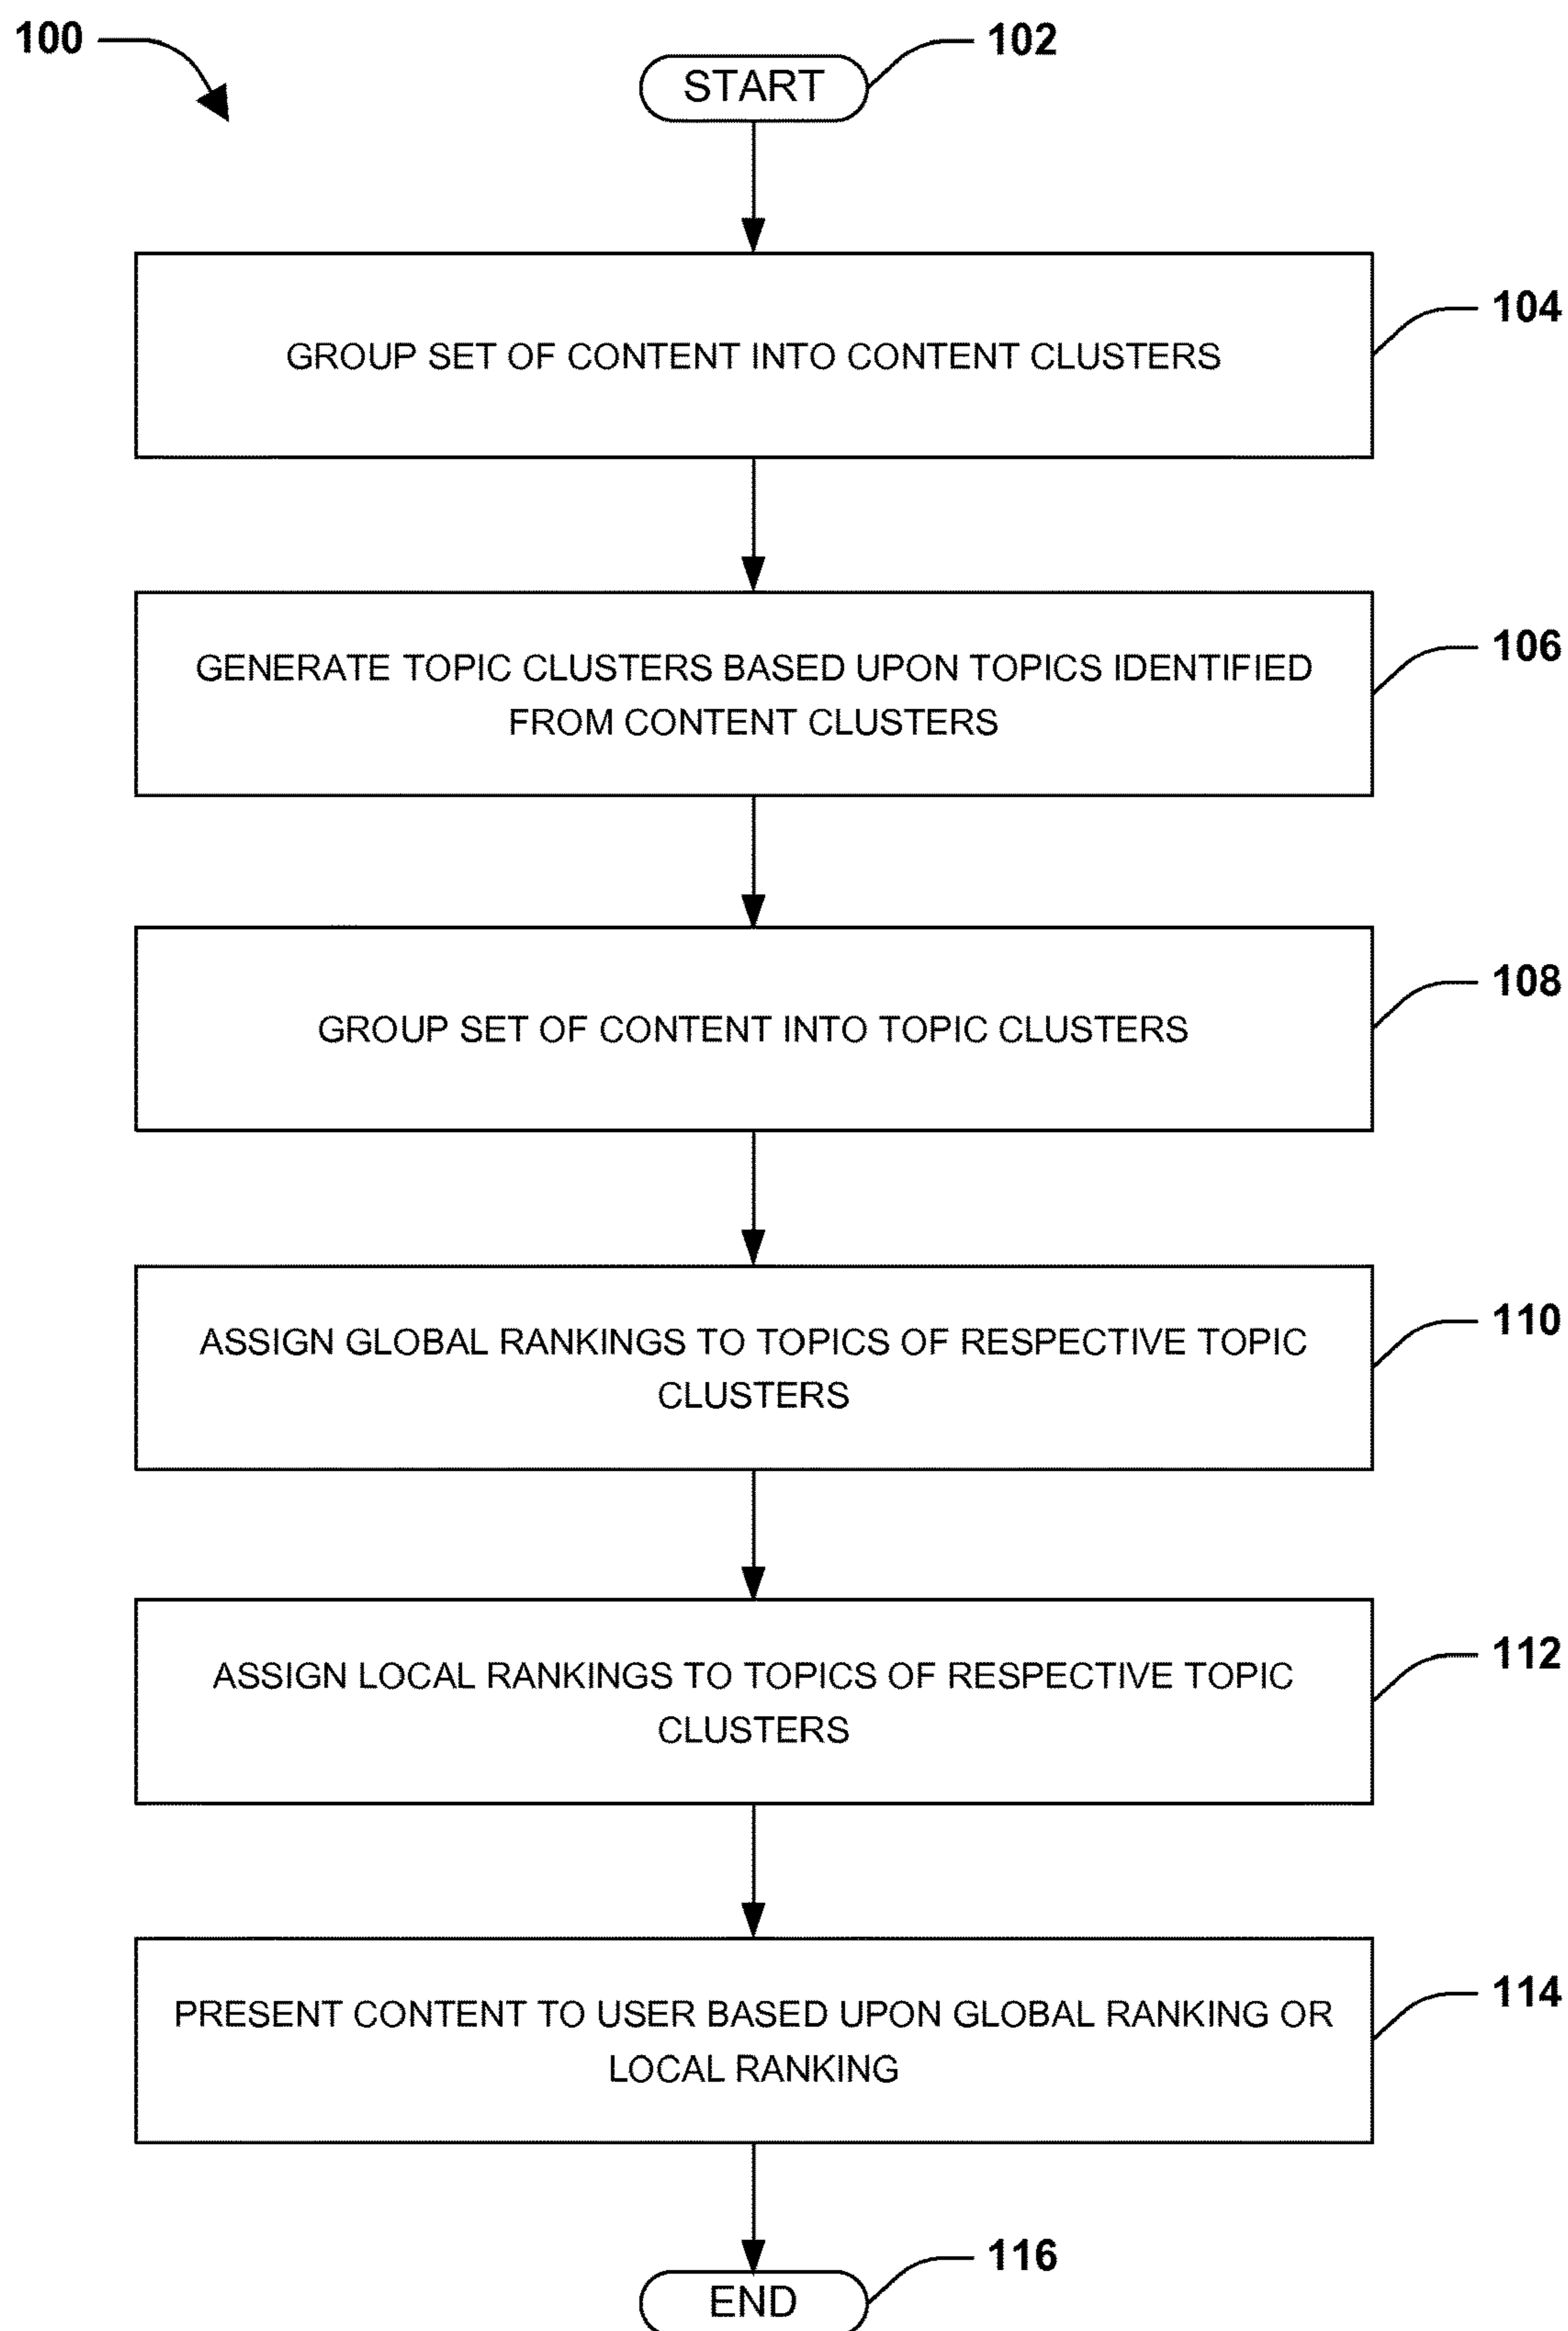 100
START
102
GROUP SET OF CONTENT INTO CONTENT CLUSTERS
104
GENERATE TOPIC CLUSTERS BASED UPON TOPICS IDENTIFIED
FROM CONTENT CLUSTERS
106
GROUP SET OF CONTENT INTO TOPIC CLUSTERS
108
ASSIGN GLOBAL RANKINGS TO TOPICS OF RESPECTIVE TOPIC
CLUSTERS
110
ASSIGN LOCAL RANKINGS TO TOPICS OF RESPECTIVE TOPIC
CLUSTERS
112
PRESENT CONTENT TO USER BASED UPON GLOBAL RANKING OR
LOCAL RANKING
114
END
116